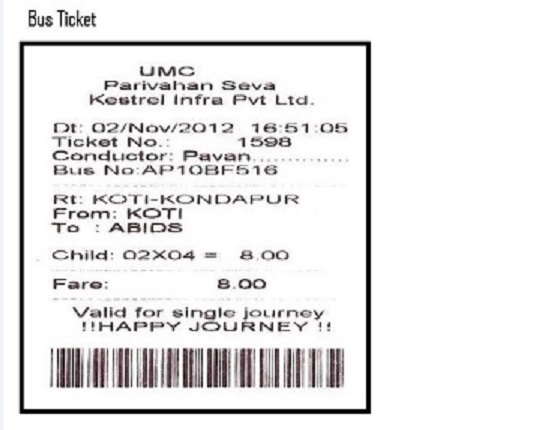 Bus Ticket
UMC
Parivahan Seva
Kestrel Infra Pvt Ltd.
Dt: 02/Nov/2012 16:51:05
Ticket No.: 1598
Conductor: Pavan..............
Bus No:AP10BF516
Rt: KOTI-KONDAPUR
From: KOTI
To : ABIDS
Child: 02X04 = 8.00
Fare: 8.00
Valid for single journey
!!HAPPY JOURNEY !!